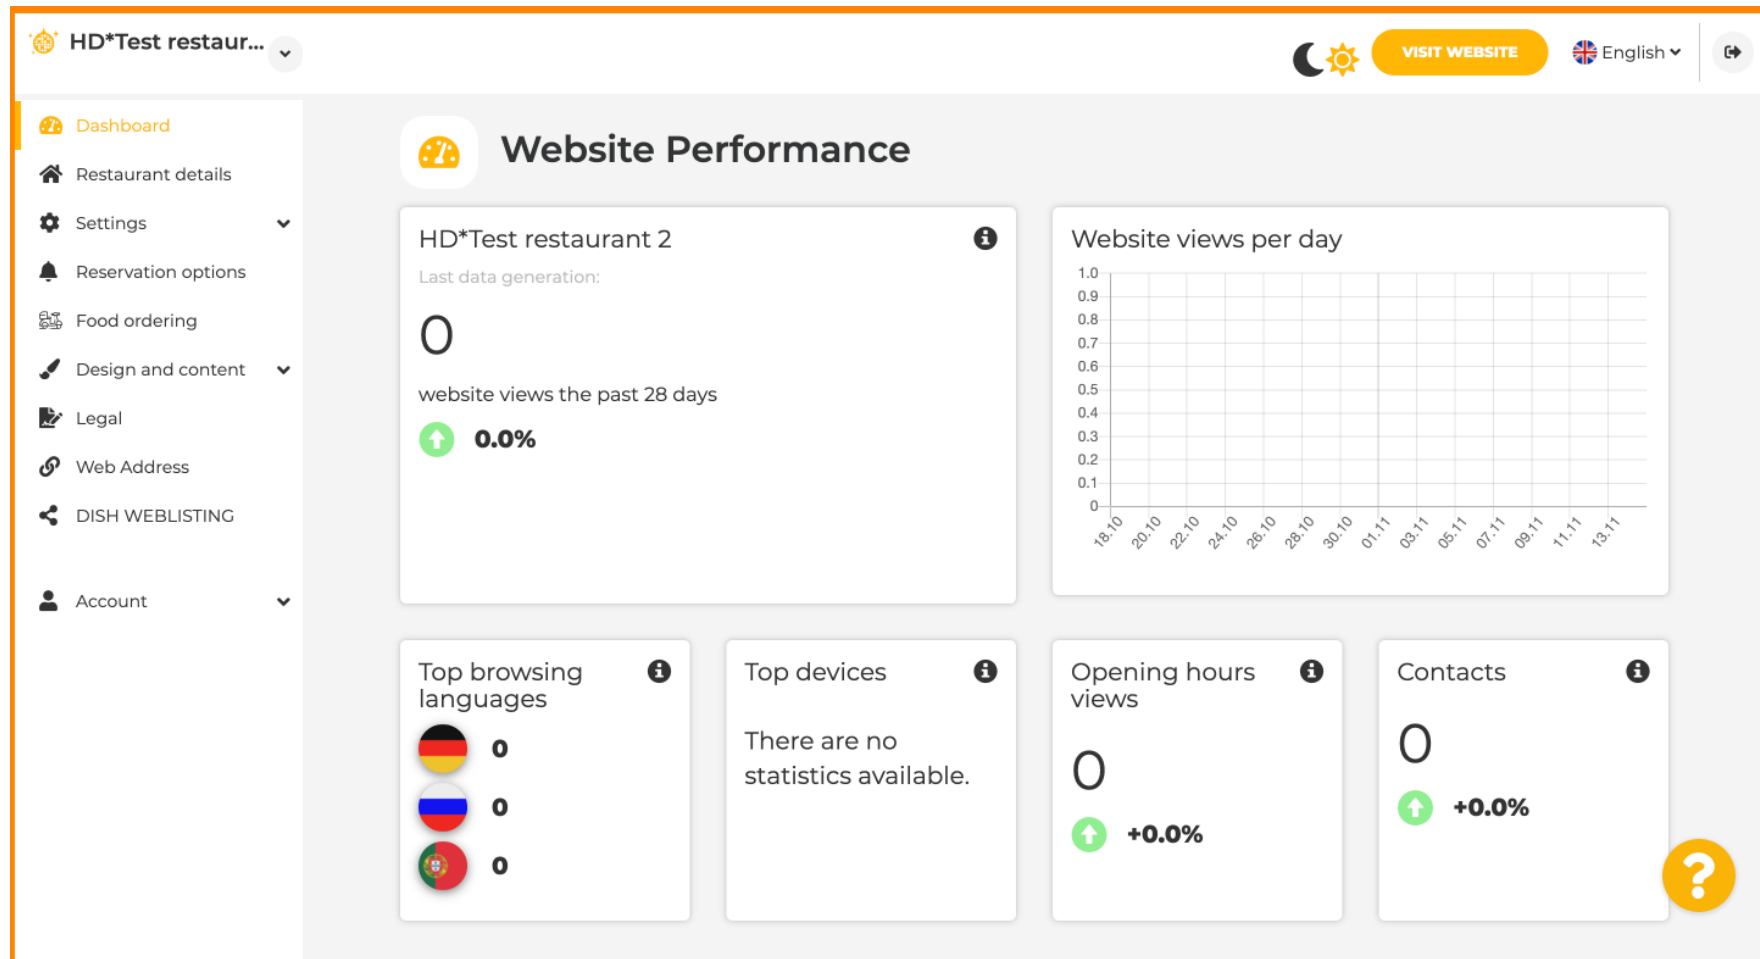 HD*Test restaur...
VISIT WEBSITE
English
Dashboard
Restaurant details
Settings
Reservation options
Food ordering
Design and content
Legal
Web Address
DISH WEBLISTING
Account
Website Performance
HD*Test restaurant 2
Last data generation:
0
website views the past 28 days
0.0%
Website views per day
1.0
0.9
0.8
0.7
0.6
0.5
0.4
0.3
0.2
0.1
0
18.10 20.10 22.10 24.10 26.10 28.10 30.10 01.11 03.11 05.11 07.11 09.11 11.11 13.11
Top browsing
languages
0
0
0
Top devices
There are no
statistics available.
Opening hours
views
0
+0.0%
Contacts
0
+0.0%
?